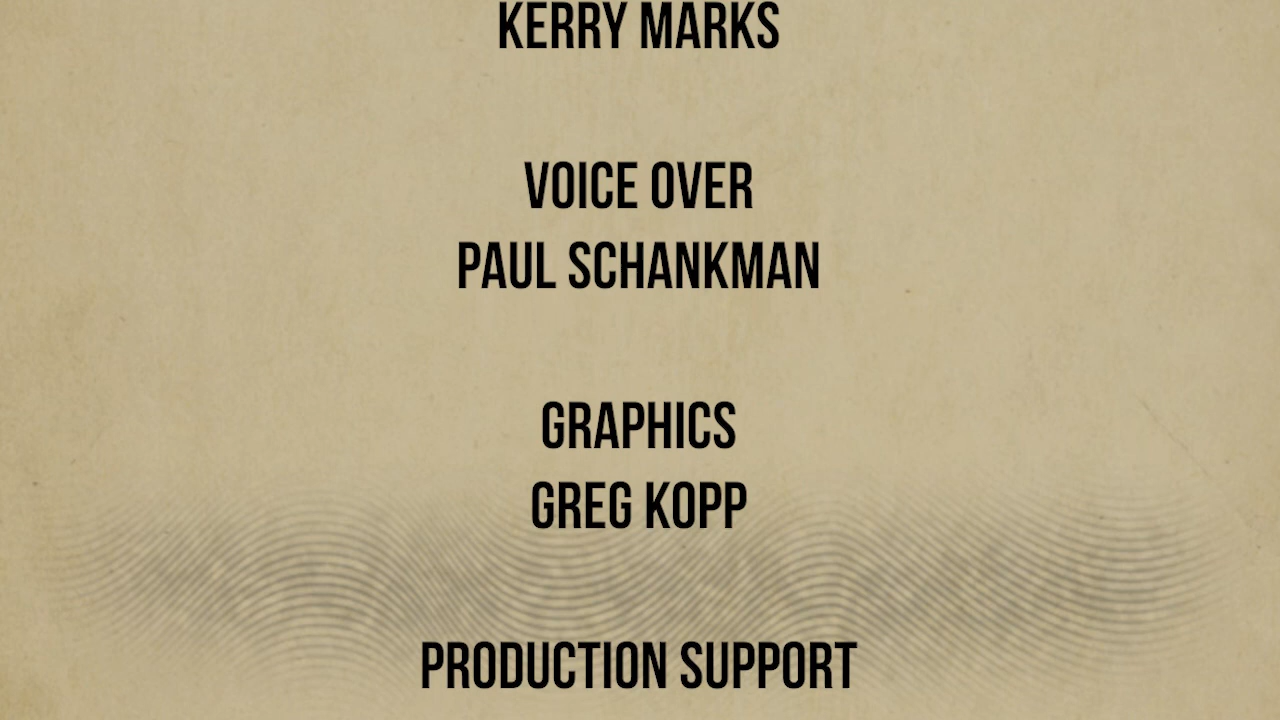 KERRY MARKS
VOICE OVER
PAUL SCHANKMAN
GRAPHICS
GREG KOPP
PRODUCTION SUPPORT